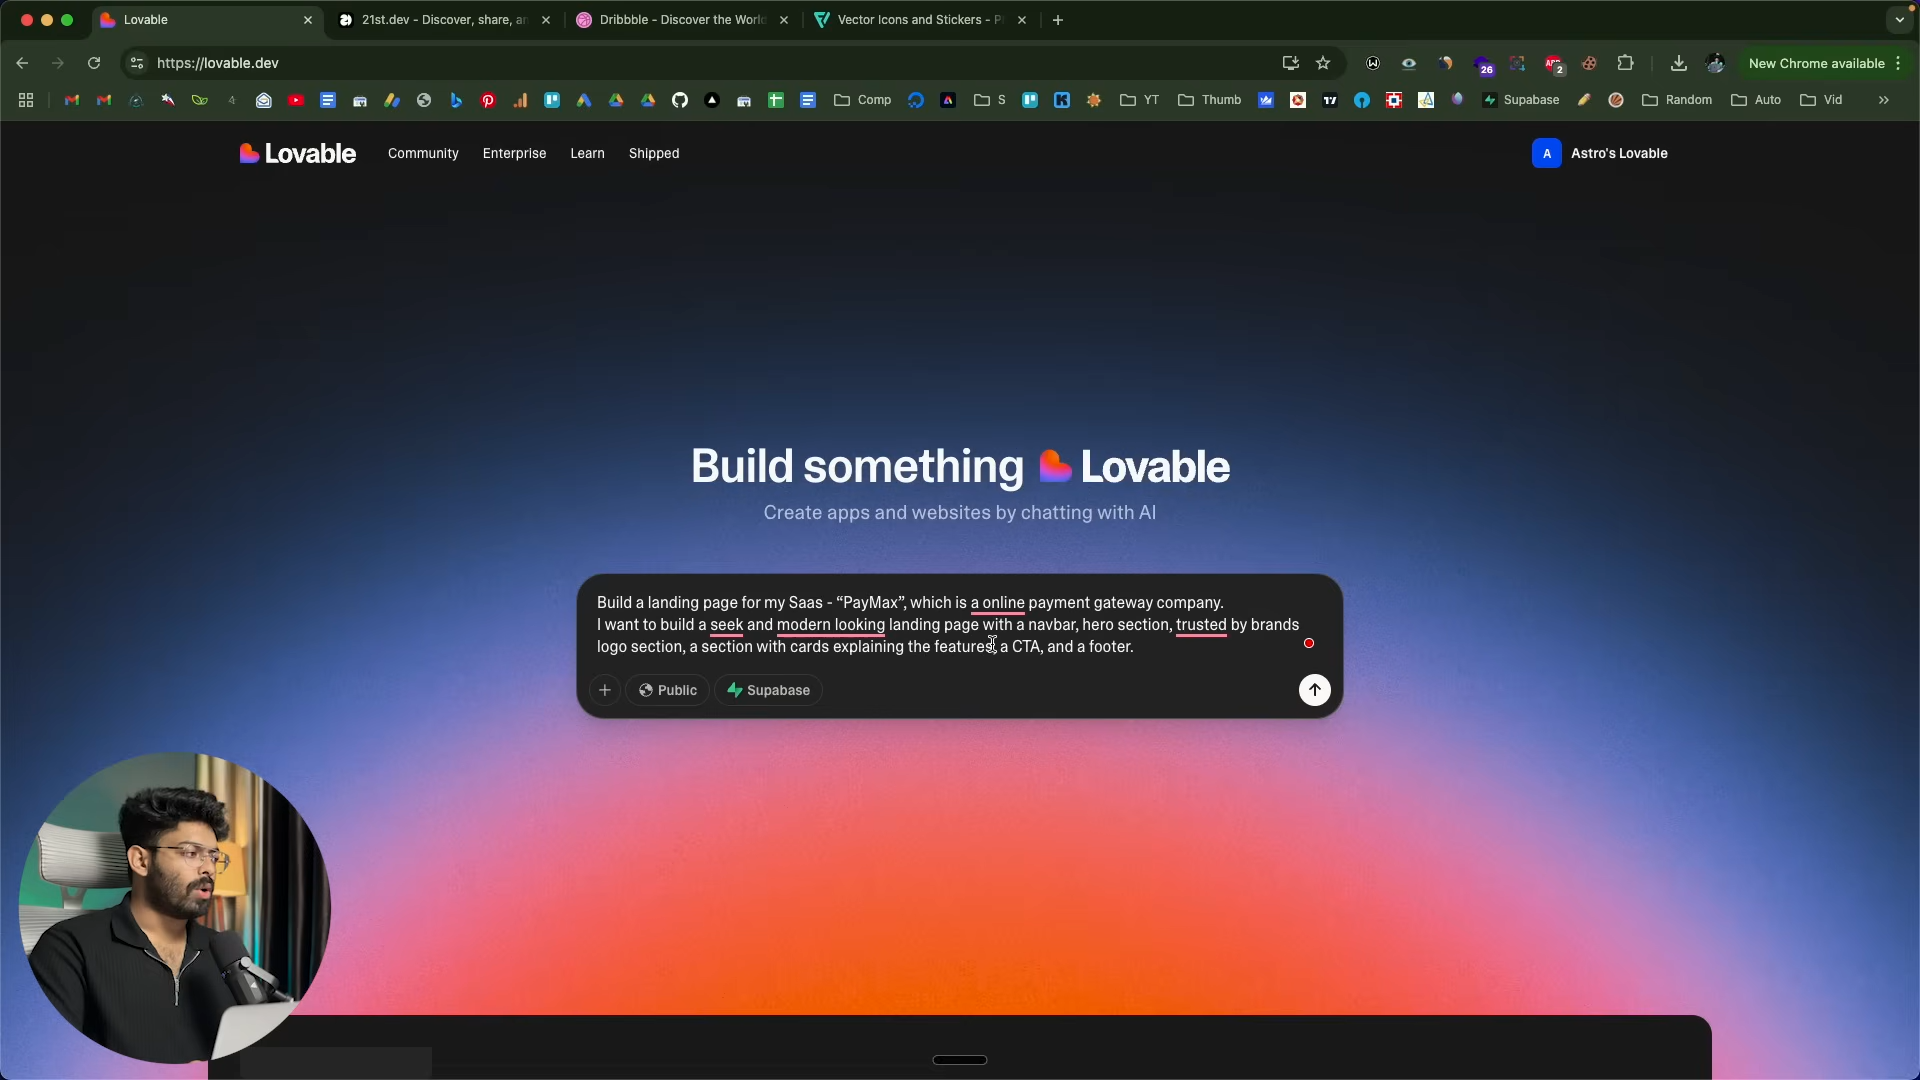 Lovable
21st.dev - Discover, share, an
Dribbble - Discover the World
Vector Icons and Stickers - P
https://lovable.dev
26
2
New Chrome available
Comp
S
YT
Thumb
Supabase
Random
Auto
Vid
Lovable
Community
Enterprise
Learn
Shipped
A
Astro's Lovable
Build something Lovable
Create apps and websites by chatting with AI
Build a landing page for my Saas - “PayMax”, which is a online payment gateway company.
I want to build a seek and modern looking landing page with a navbar, hero section, trusted by brands
logo section, a section with cards explaining the features, a CTA, and a footer.
Public
Supabase